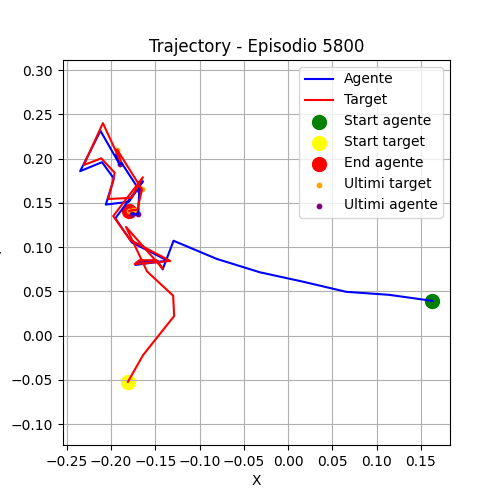 Trajectory - Episodio 5800
0.30
0.25
0.20
0.15
0.10
0.05
0.00
−0.05
−0.10
−0.25
−0.20
−0.15
−0.10
−0.05
0.00
0.05
0.10
0.15
X
Agente
Target
Start agente
Start target
End agente
Ultimi target
Ultimi agente